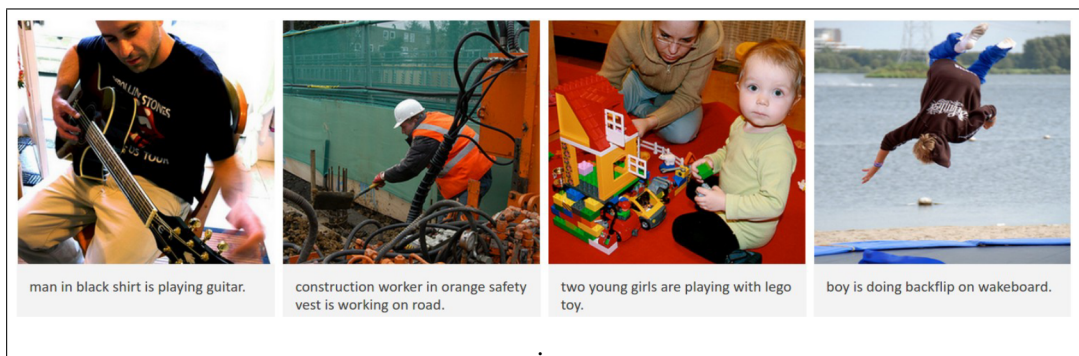 man in black shirt is playing guitar.
construction worker in orange safety
vest is working on road.
two young girls are playing with lego
toy.
boy is doing backflip on wakeboard.